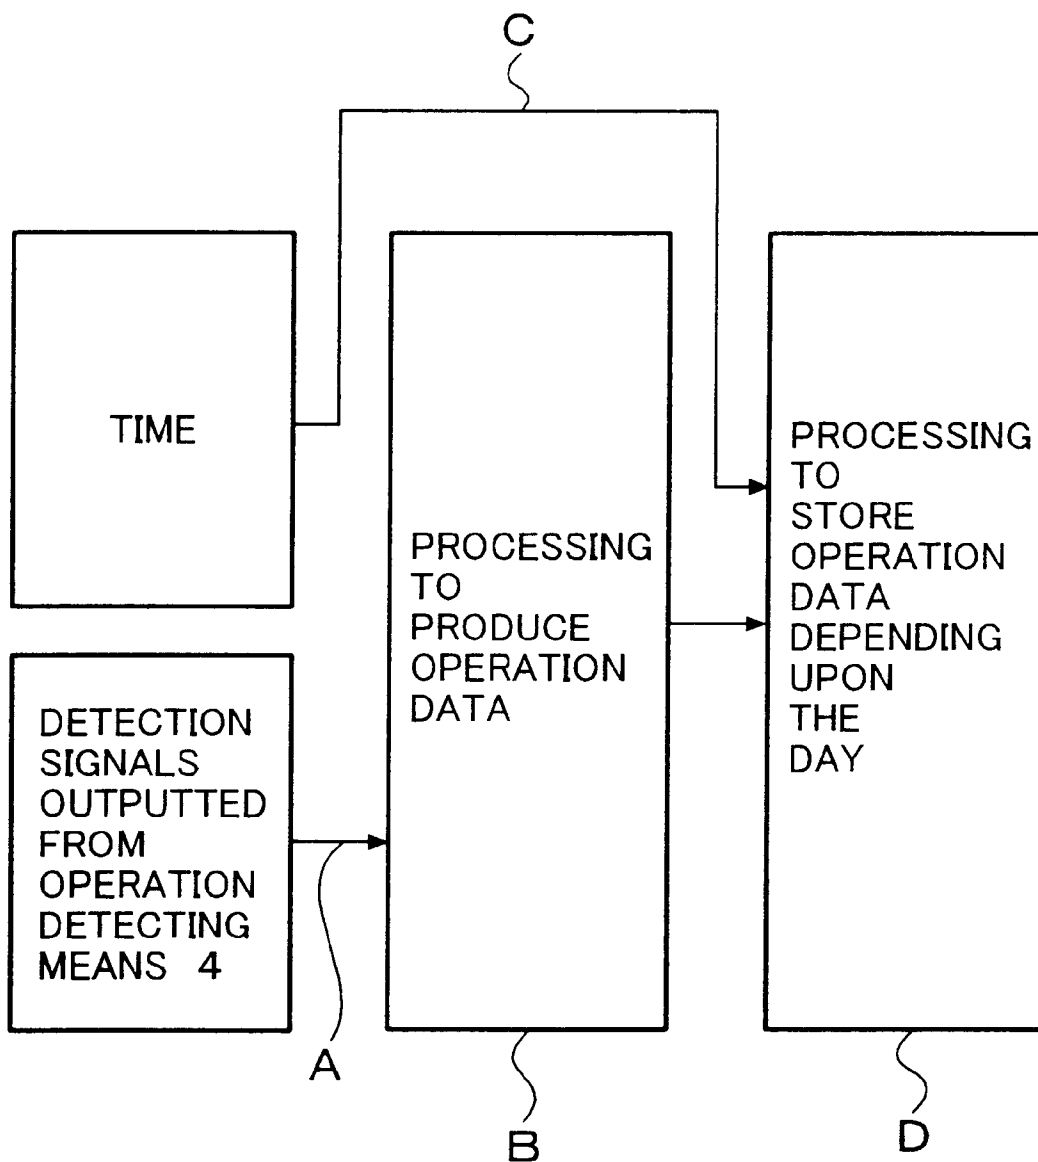 C
TIME
DETECTION
SIGNALS
OUTPUTTED
FROM
OPERATION
DETECTING
MEANS 4
PROCESSING
TO
PRODUCE
OPERATION
DATA
PROCESSING
TO
STORE
OPERATION
DATA
DEPENDING
UPON
THE
DAY
A
B
D